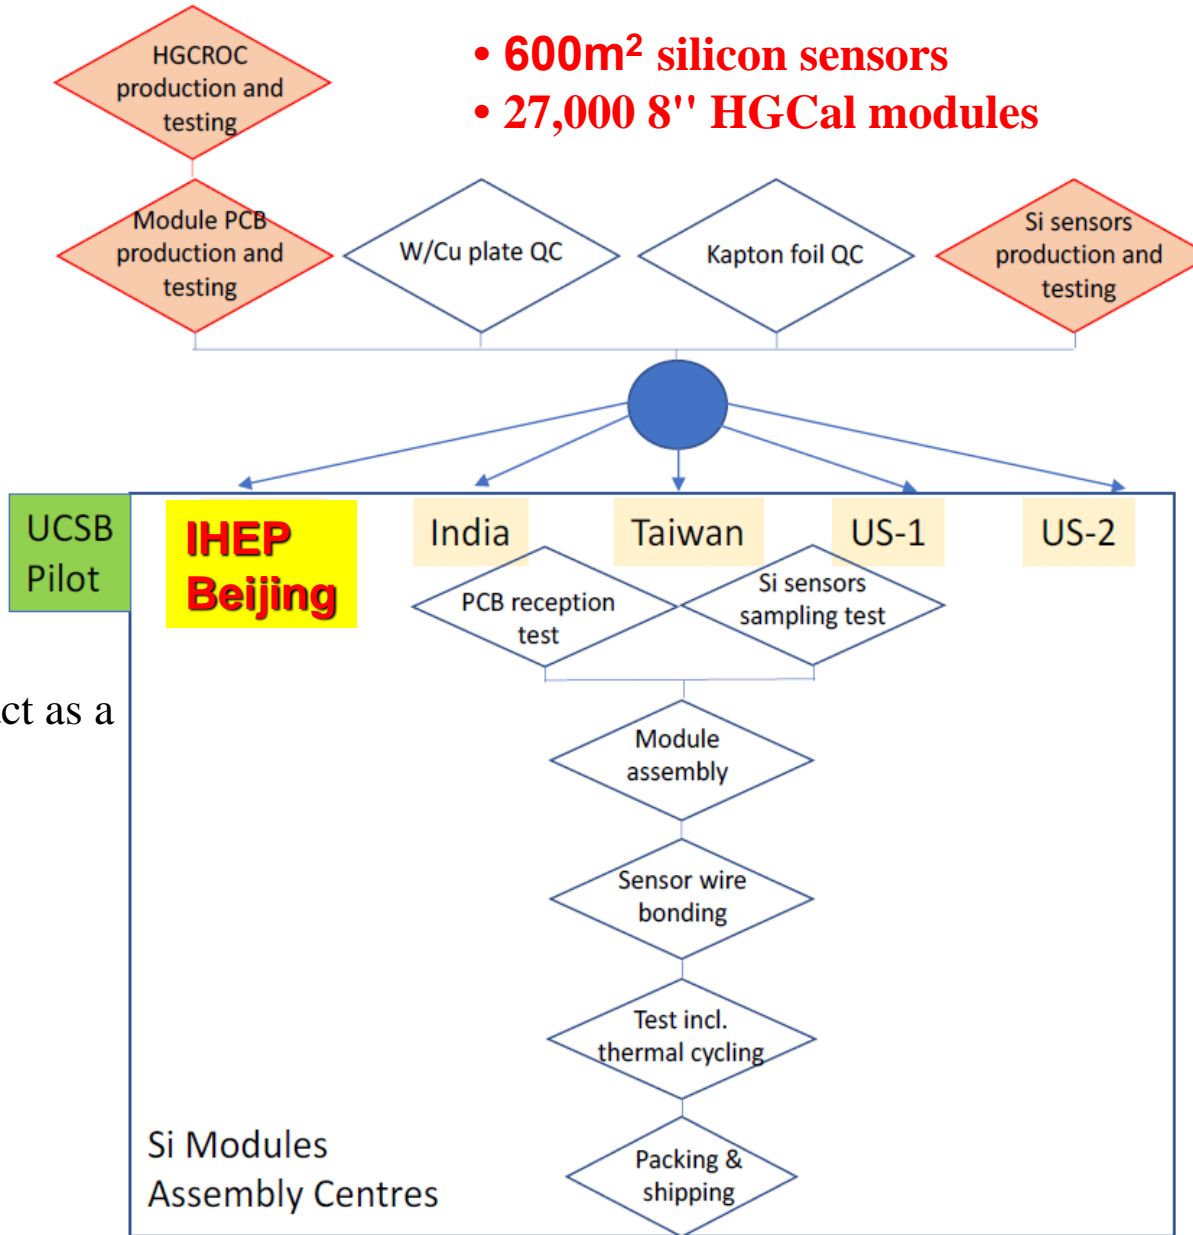 HGCROC
production and
testing
• 600m² silicon sensors
• 27,000 8'' HGCal modules
Module PCB
production and
testing
W/Cu plate QC
Kapton foil QC
Si sensors
production and
testing
UCSB
Pilot
IHEP
Beijing
India
Taiwan
US-1
US-2
PCB reception
test
Si sensors
sampling test
act as a
Module
assembly
Sensor wire
bonding
Test incl.
thermal cycling
Packing &
shipping
Si Modules
Assembly Centres